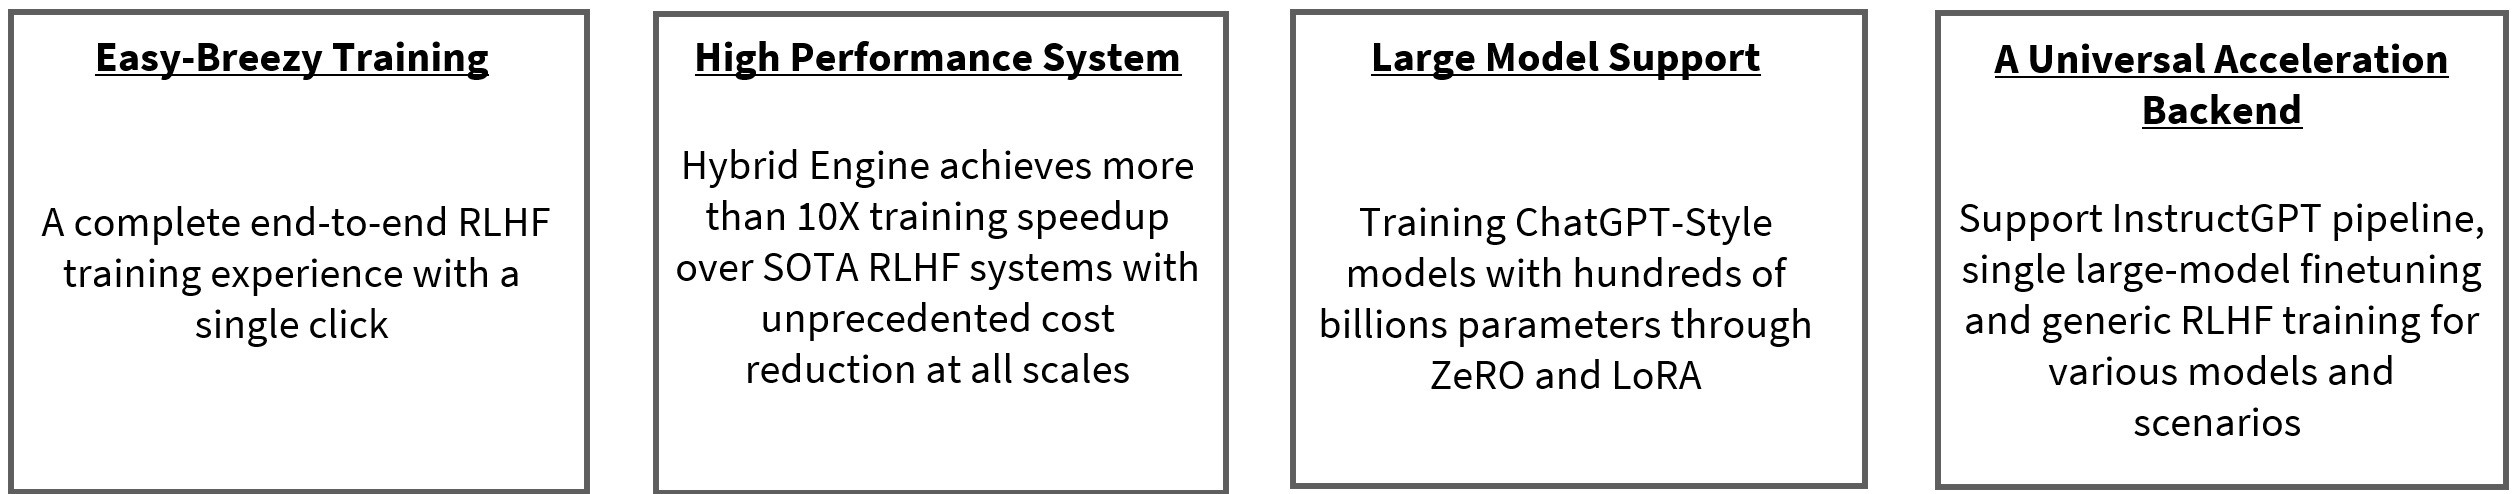 Easy-Breezy Training
A complete end-to-end RLHF
training experience with a
single click
High Performance System
Hybrid Engine achieves more
than 10X training speedup
over SOTA RLHF systems with
unprecedented cost
reduction at all scales
Large Model Support
Training ChatGPT-Style
models with hundreds of
billions parameters through
ZeRO and LoRA
A Universal Acceleration
Backend
Support InstructGPT pipeline,
single large-model finetuning
and generic RLHF training for
various models and
scenarios